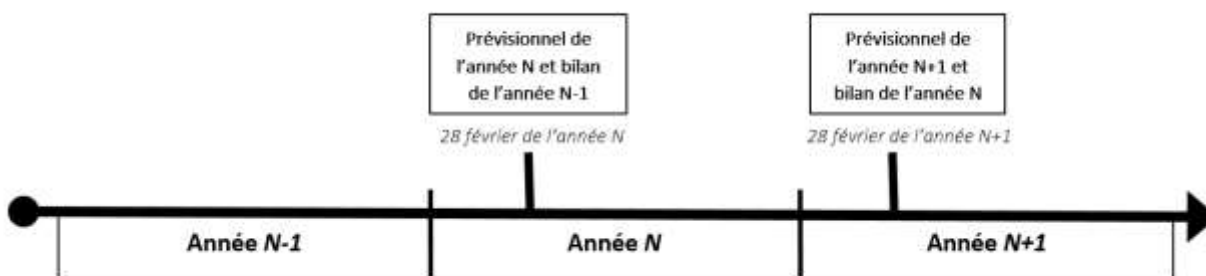 Prévisionnel de
l'année N et bilan
de l'année N-1
28 février de l'année N
Prévisionnel de
l'année N+1 et
bilan de l'année N
28 février de l'année N+1
Année N-1
Année N
Année N+1